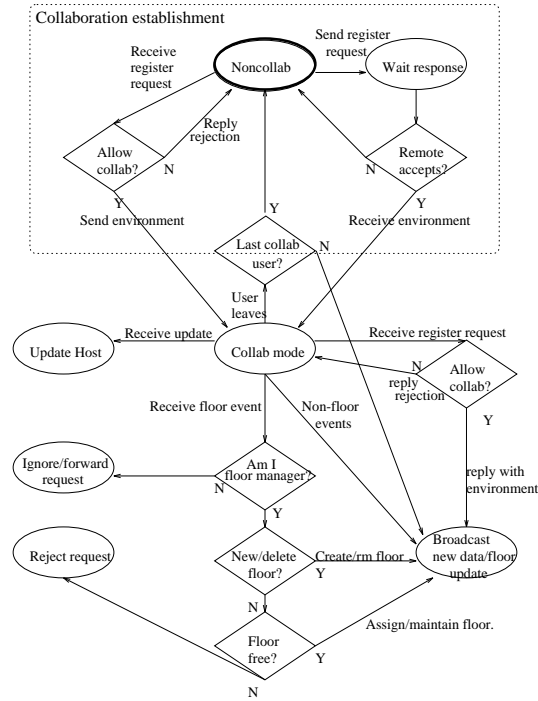 Collaboration establishment
Receive
register
request
Noncollab
Send register
request
Wait response
Reply
rejection
Allow
collab?
N
Y
Remote
accepts?
N
Y
Send environment
Receive environment
Y
Last collab
user?
N
User
leaves
Receive update
Update Host
Collab mode
Receive register request
N
reply
rejection
Allow
collab?
Y
Receive floor event
Non-floor
events
Ignore/forward
request
Am I
floor manager?
N
Y
reply with
environment
Reject request
New/delete
floor?
Create/rm floor
Y
N
Broadcast
new data/floor
update
Floor
free?
Y
N
Assign/maintain floor.